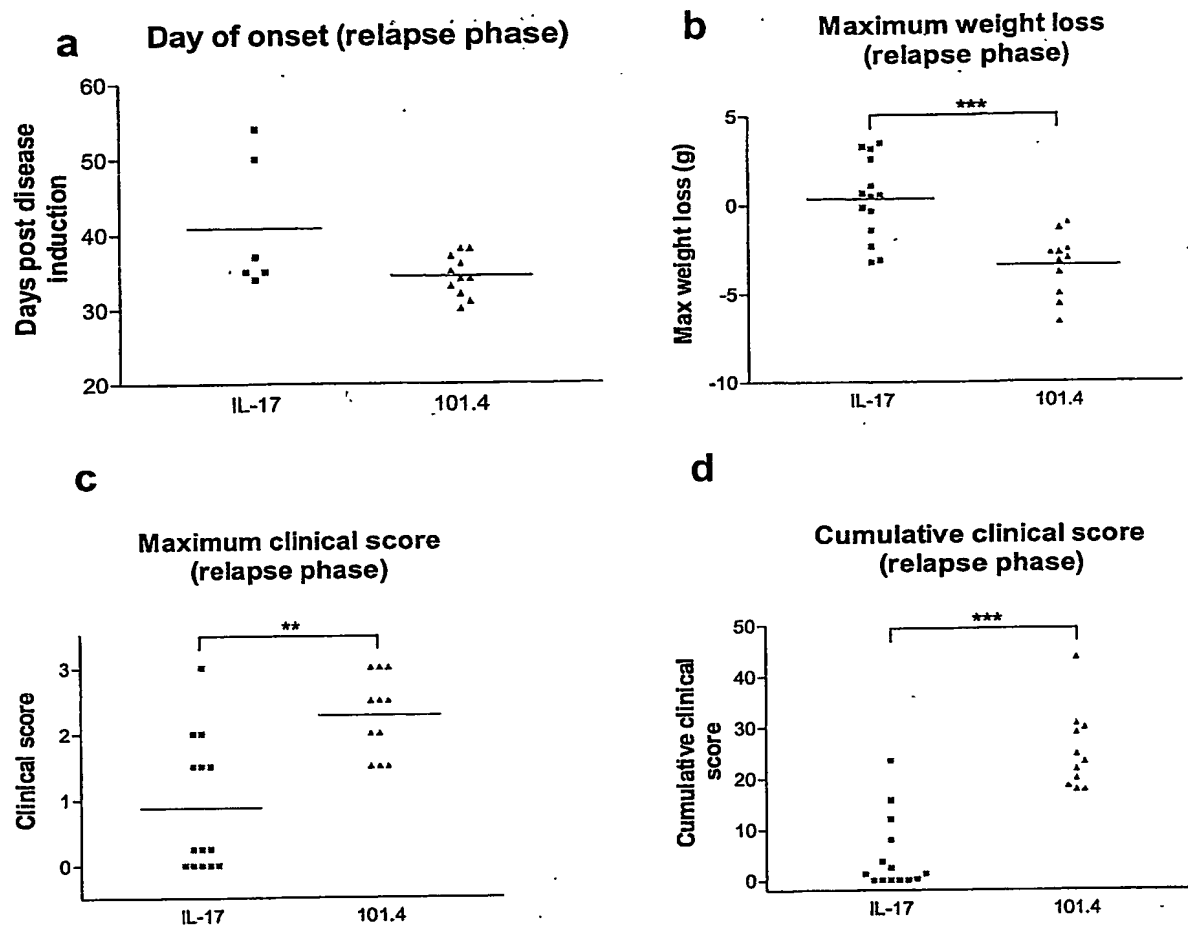 a
Day of onset (relapse phase)
60
50
40
30
20
Days post disease
induction
IL-17
101.4
b
Maximum weight loss
(relapse phase)
***
5
0
-5
-10
Max weight loss (g)
IL-17
101.4
c
Maximum clinical score
(relapse phase)
**
3
2
1
0
Clinical score
IL-17
101.4
d
Cumulative clinical score
(relapse phase)
***
50
40
30
20
10
0
Cumulative clinical
score
IL-17
101.4